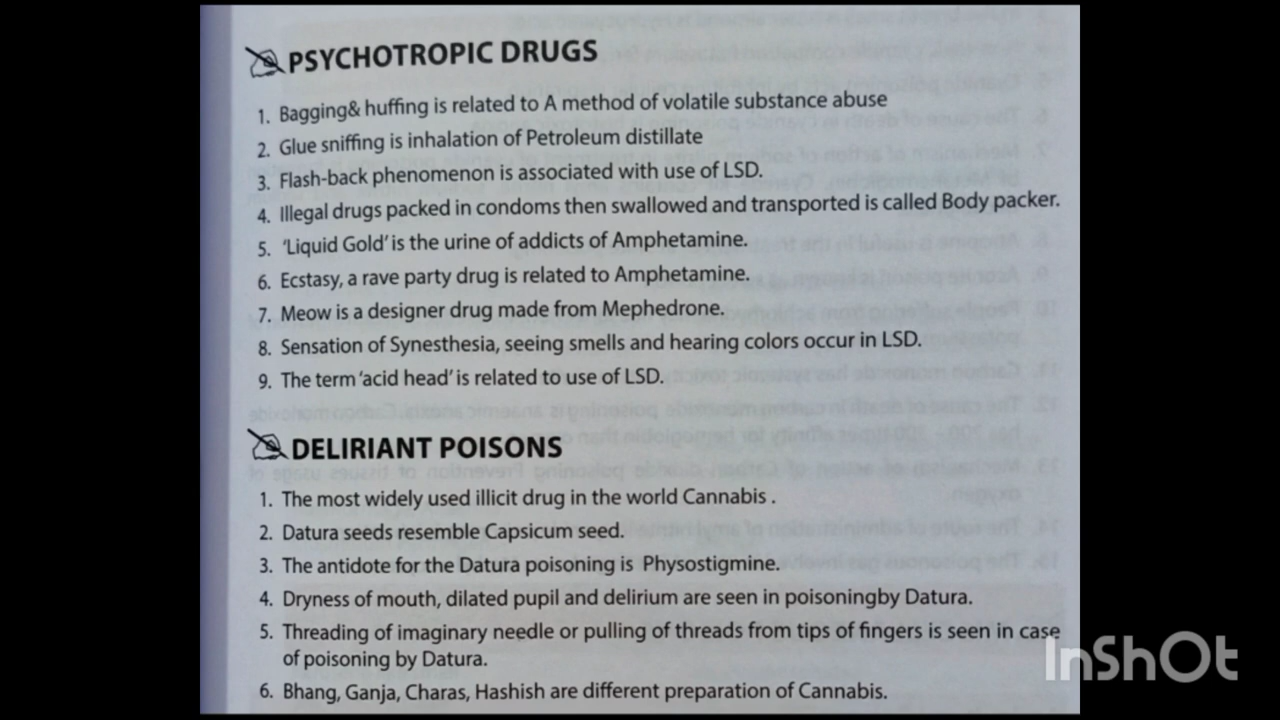 PSYCHOTROPIC DRUGS
1. Bagging& huffing is related to A method of volatile substance abuse
2. Glue sniffing is inhalation of Petroleum distillate
3. Flash-back phenomenon is associated with use of LSD.
4. Illegal drugs packed in condoms then swallowed and transported is called Body packer.
5. 'Liquid Gold' is the urine of addicts of Amphetamine.
6. Ecstasy, a rave party drug is related to Amphetamine.
7. Meow is a designer drug made from Mephedrone.
8. Sensation of Synesthesia, seeing smells and hearing colors occur in LSD.
9. The term 'acid head' is related to use of LSD.
DELIRIANT POISONS
1. The most widely used illicit drug in the world Cannabis .
2. Datura seeds resemble Capsicum seed.
3. The antidote for the Datura poisoning is Physostigmine.
4. Dryness of mouth, dilated pupil and delirium are seen in poisoningby Datura.
5. Threading of imaginary needle or pulling of threads from tips of fingers is seen in case
of poisoning by Datura.
6. Bhang, Ganja, Charas, Hashish are different preparation of Cannabis.
InShOt